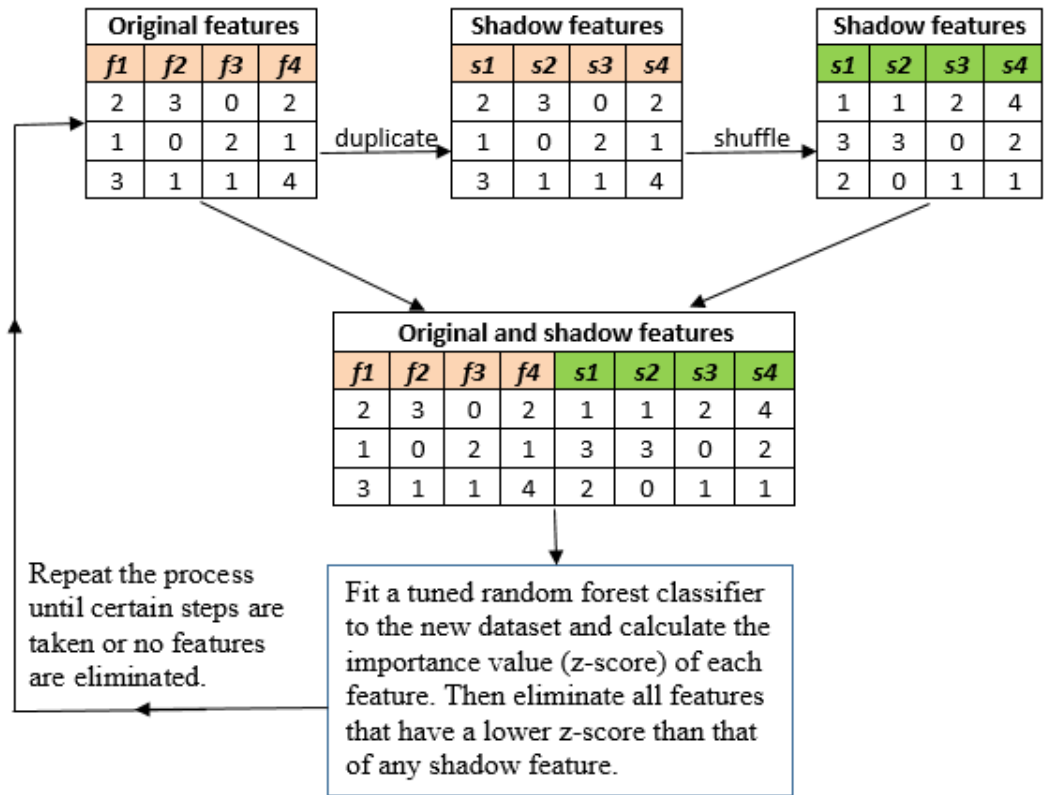 Original features
f1 f2 f3 f4
2 3 0 2
1 0 2 1
3 1 1 4
duplicate
Shadow features
s1 s2 s3 s4
2 3 0 2
1 0 2 1
3 1 1 4
shuffle
Shadow features
s1 s2 s3 s4
1 1 2 4
3 3 0 2
2 0 1 1
Original and shadow features
f1 f2 f3 f4 s1 s2 s3 s4
2 3 0 2 1 1 2 4
1 0 2 1 3 3 0 2
3 1 1 4 2 0 1 1
Fit a tuned random forest classifier
to the new dataset and calculate the
importance value (z-score) of each
feature. Then eliminate all features
that have a lower z-score than that
of any shadow feature.
Repeat the process
until certain steps are
taken or no features
are eliminated.